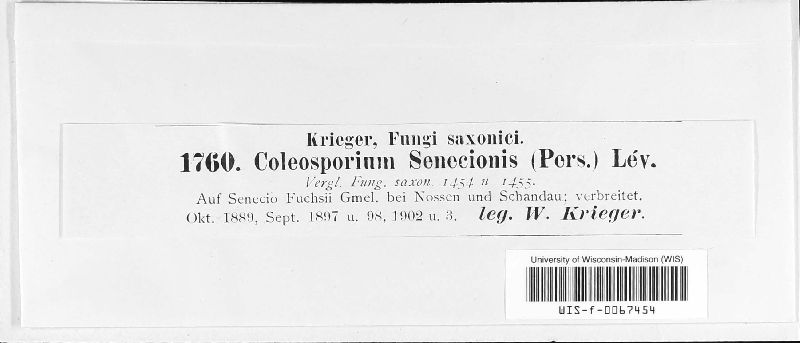 Krieger, Fungi saxonici.
1760. Coleosporium Senecionis (Pers.) Lév.
Vergl. Fung. saxon. 1454 u 1455.
Auf Senecio Fuchsii Gmel. bei Nossen und Schandau; verbreitet.
Okt. 1889, Sept. 1897 u. 98, 1902 u. 3. leg. W. Krieger.
University of Wisconsin-Madison (WIS)
WIS-f-0067454